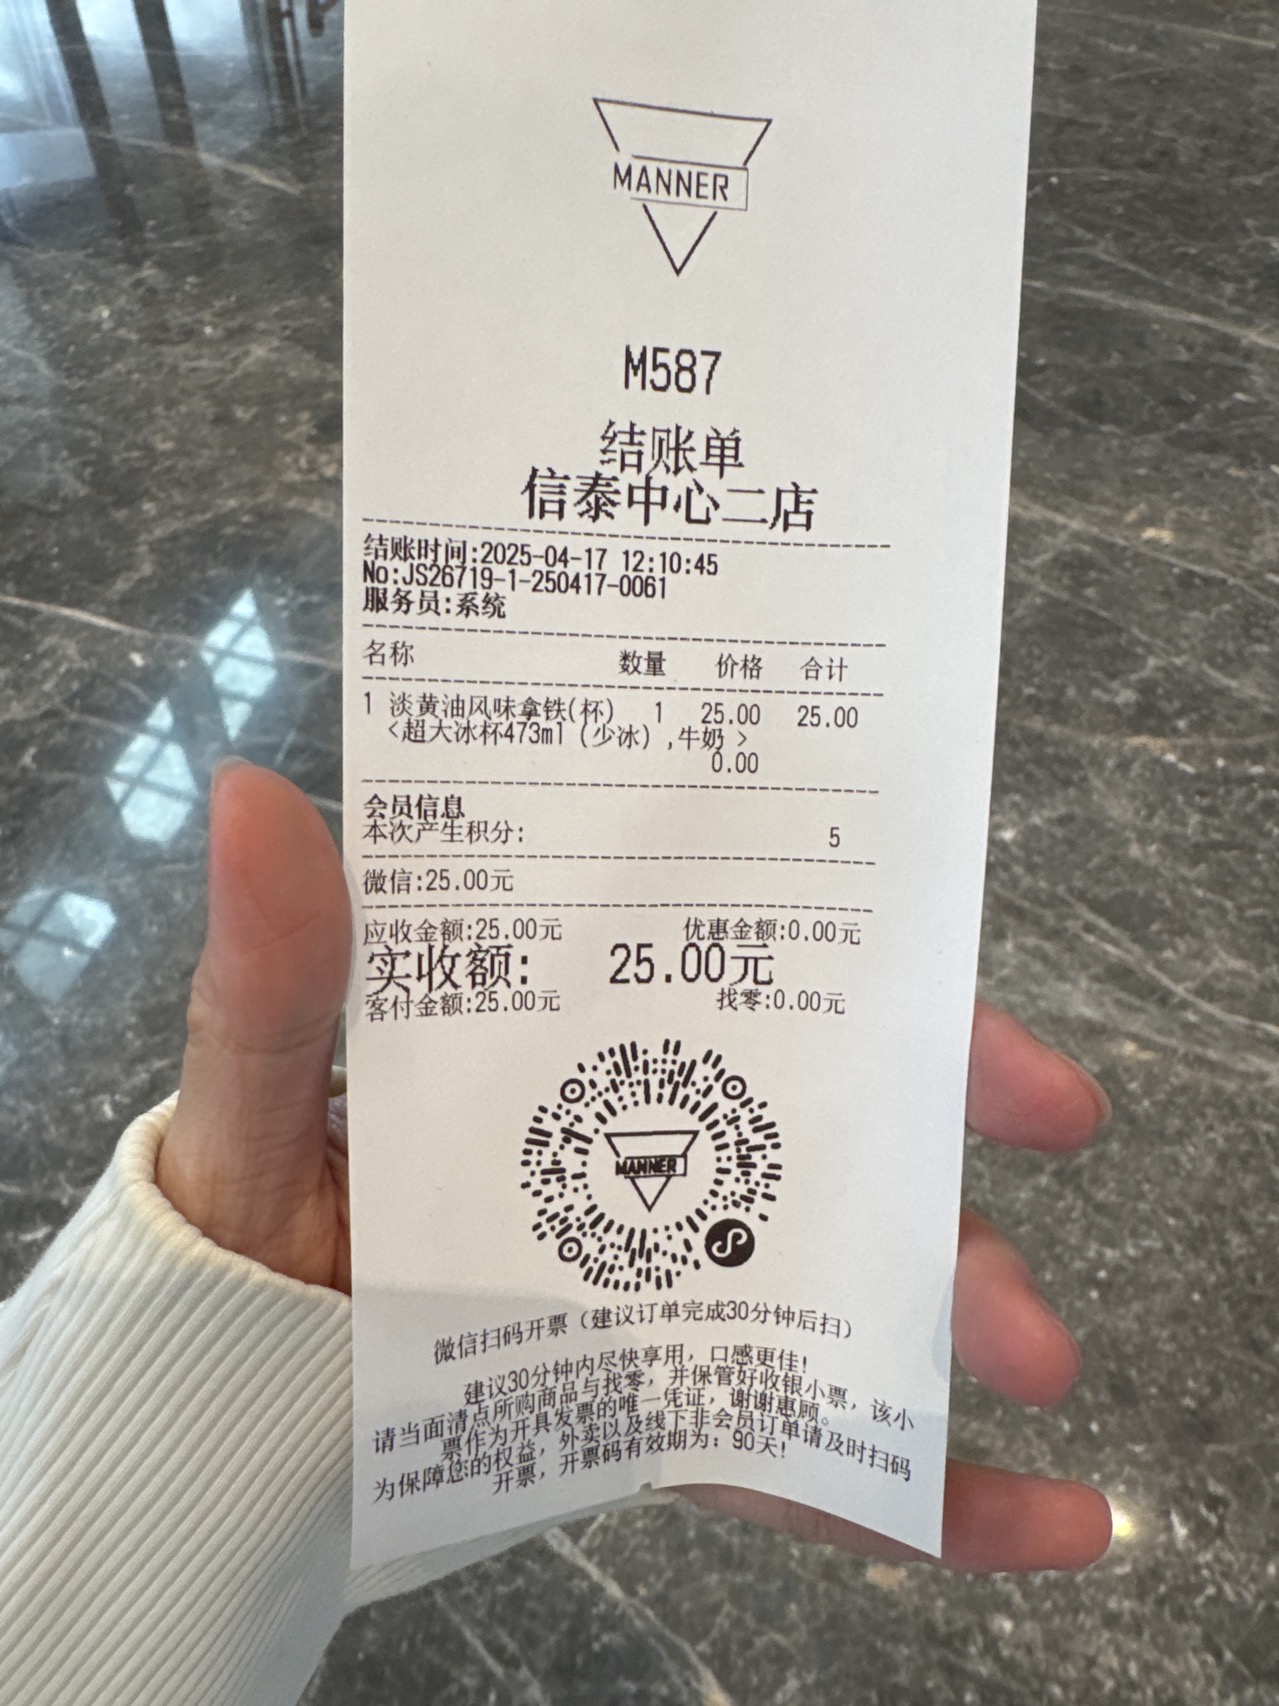 MANNER
M587
结账单
信泰中心二店
结账时间:2025-04-17 12:10:45
No:JS26719-1-250417-0061
服务员:系统
名称 数量 价格 合计
1 淡黄油风味拿铁(杯) 1 25.00 25.00
<超大冰杯473ml (少冰) ,牛奶 >
0.00
会员信息
本次产生积分: 5
微信:25.00元
应收金额:25.00元 优惠金额:0.00元
实收额: 25.00元
客付金额:25.00元 找零:0.00元
MANNER
微信扫码开票（建议订单完成30分钟后扫）
建议30分钟内尽快享用，口感更佳!
请当面清点所购商品与找零，并保管好收银小票，该小
票作为开具发票的唯一凭证，谢谢惠顾。
为保障您的权益，外卖以及线下非会员订单请及时扫码
开票，开票码有效期为：90天!